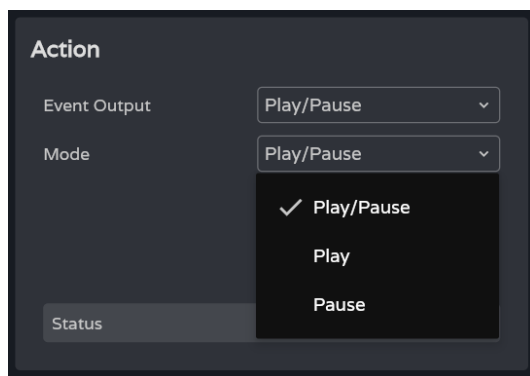 Action
Event Output
Play/Pause
Mode
Play/Pause
Play/Pause
Play
Pause
Status